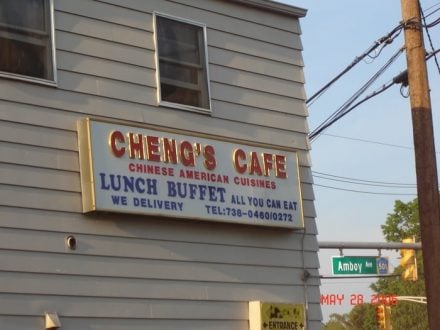 CHENG'S CAFE
CHINESE AMERICAN CUISINES
LUNCH BUFFET ALL YOU CAN EAT
WE DELIVERY TEL:738-0460/0272
Amboy Ave
ENTRANCE
MAY 28 2006